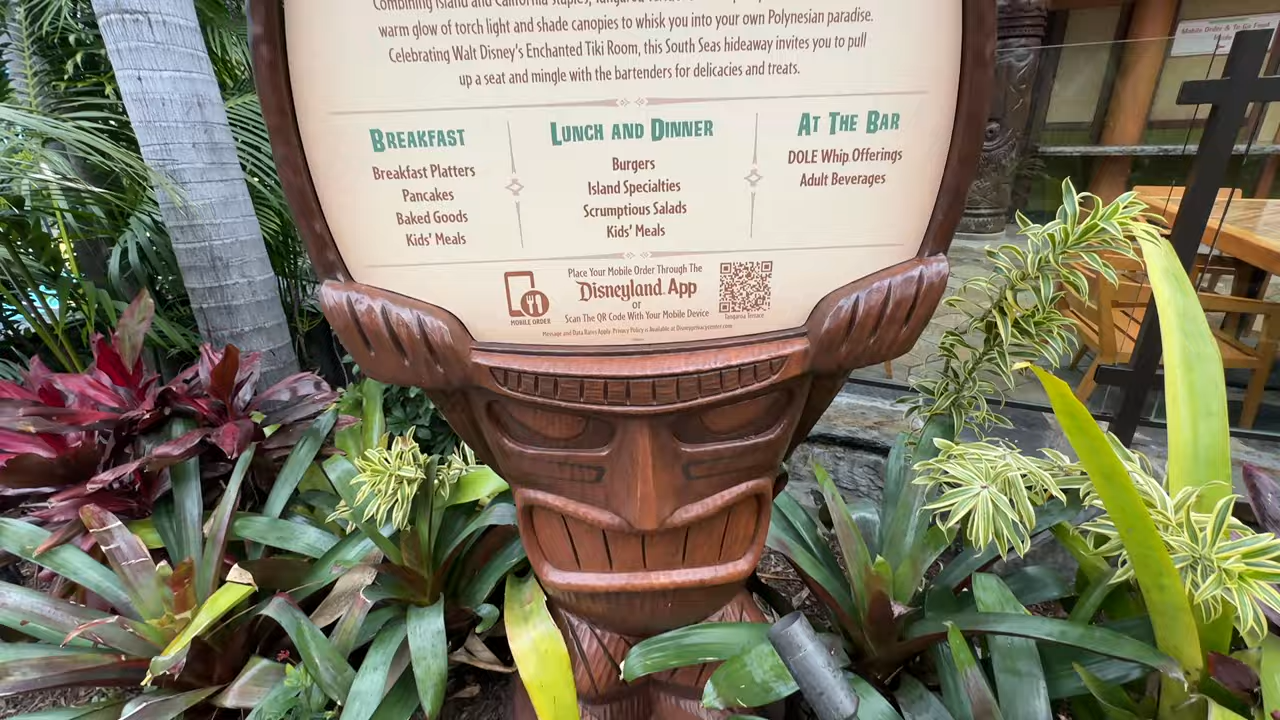 Combining Island and California staples, Tangaroa
warm glow of torch light and shade canopies to whisk you into your own Polynesian paradise.
Celebrating Walt Disney's Enchanted Tiki Room, this South Seas hideaway invites you to pull
up a seat and mingle with the bartenders for delicacies and treats.
BREAKFAST
Breakfast Platters
Pancakes
Baked Goods
Kids' Meals
LUNCH AND DINNER
Burgers
Island Specialties
Scrumptious Salads
Kids' Meals
AT THE BAR
DOLE Whip Offerings
Adult Beverages
MOBILE ORDER
Place Your Mobile Order Through The
Disneyland App
or
Scan The QR Code With Your Mobile Device
Tangaroa Terrace
Message and Data Rates Apply. Privacy Policy is Available at Disneyprivacycenter.com
Mobile Order & To Go Food